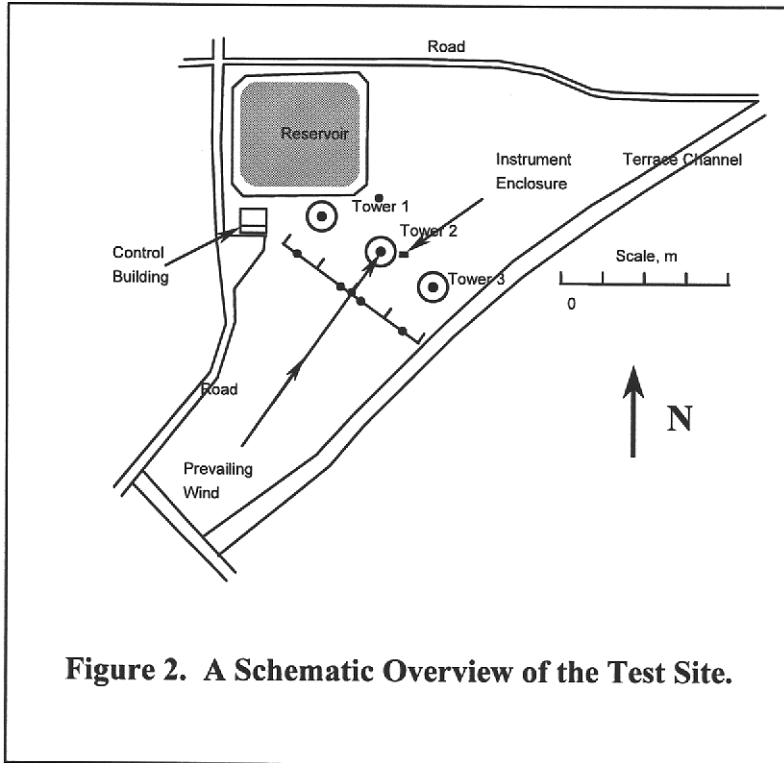 Road
Reservoir
Instrument
Enclosure
Terrace Channel
Tower 1
Tower 2
Control
Building
Scale, m
Tower 3
0
Road
N
Prevailing
Wind
Figure 2. A Schematic Overview of the Test Site.